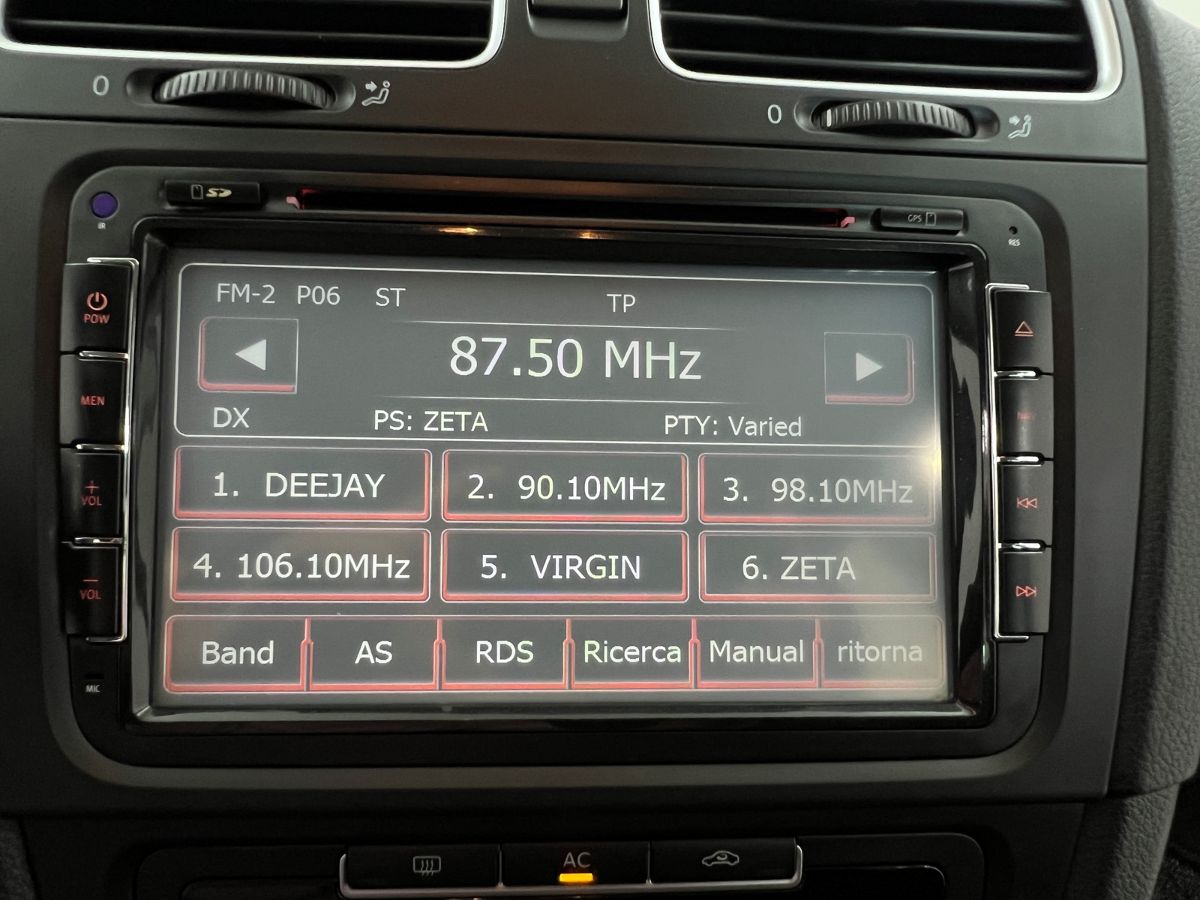 0
0
SD
GPS
IR
RES
POW
MEN
+
VOL
−
VOL
MIC
FM-2 P06 ST TP
87.50 MHz
DX PS: ZETA PTY: Varied
1. DEEJAY 2. 90.10MHz 3. 98.10MHz
4. 106.10MHz 5. VIRGIN 6. ZETA
Band AS RDS Ricerca Manual ritorna
AC